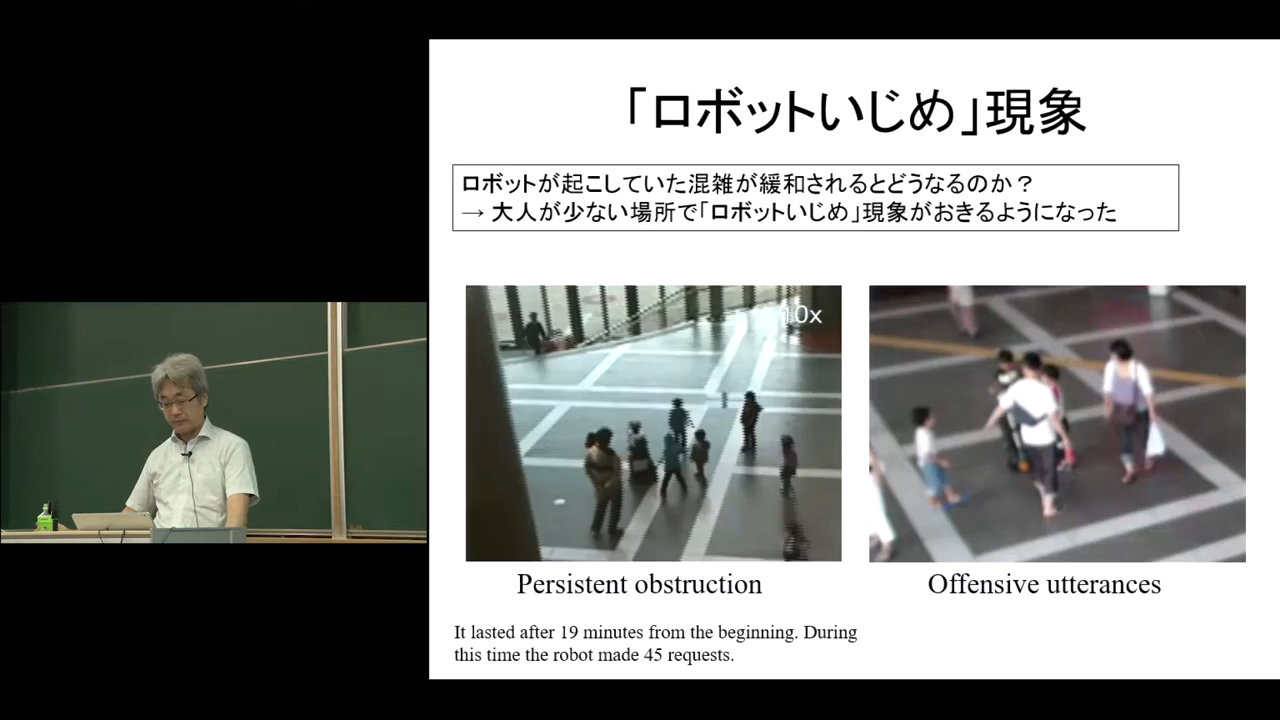 「ロボットいじめ」現象
ロボットが起こしていた混雑が緩和されるとどうなるのか？
→ 大人が少ない場所で「ロボットいじめ」現象がおきるようになった
10x
Persistent obstruction
Offensive utterances
It lasted after 19 minutes from the beginning. During
this time the robot made 45 requests.